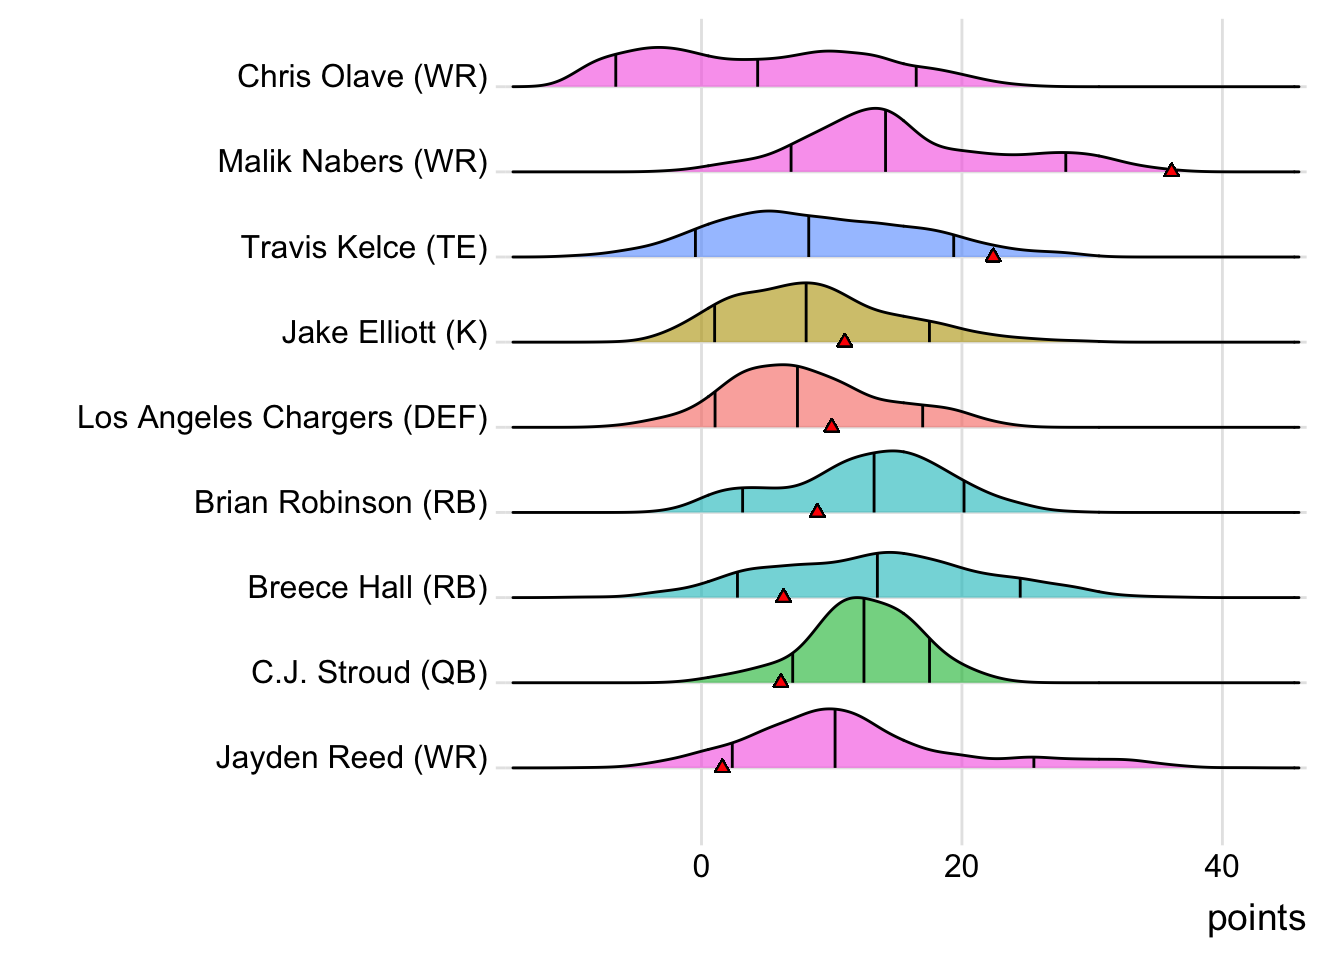 Chris Olave (WR)
Malik Nabers (WR)
Travis Kelce (TE)
Jake Elliott (K)
Los Angeles Chargers (DEF)
Brian Robinson (RB)
Breece Hall (RB)
C.J. Stroud (QB)
Jayden Reed (WR)
0 20 40
points